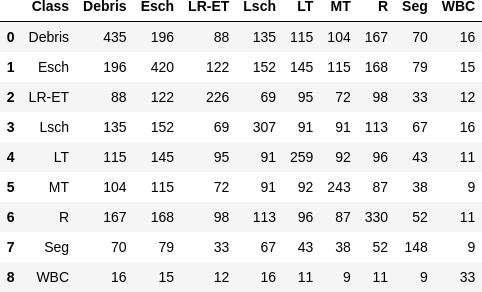 Class Debris Esch LR-ET Lsch LT MT R Seg WBC
0 Debris 435 196 88 135 115 104 167 70 16
1 Esch 196 420 122 152 145 115 168 79 15
2 LR-ET 88 122 226 69 95 72 98 33 12
3 Lsch 135 152 69 307 91 91 113 67 16
4 LT 115 145 95 91 259 92 96 43 11
5 MT 104 115 72 91 92 243 87 38 9
6 R 167 168 98 113 96 87 330 52 11
7 Seg 70 79 33 67 43 38 52 148 9
8 WBC 16 15 12 16 11 9 11 9 33